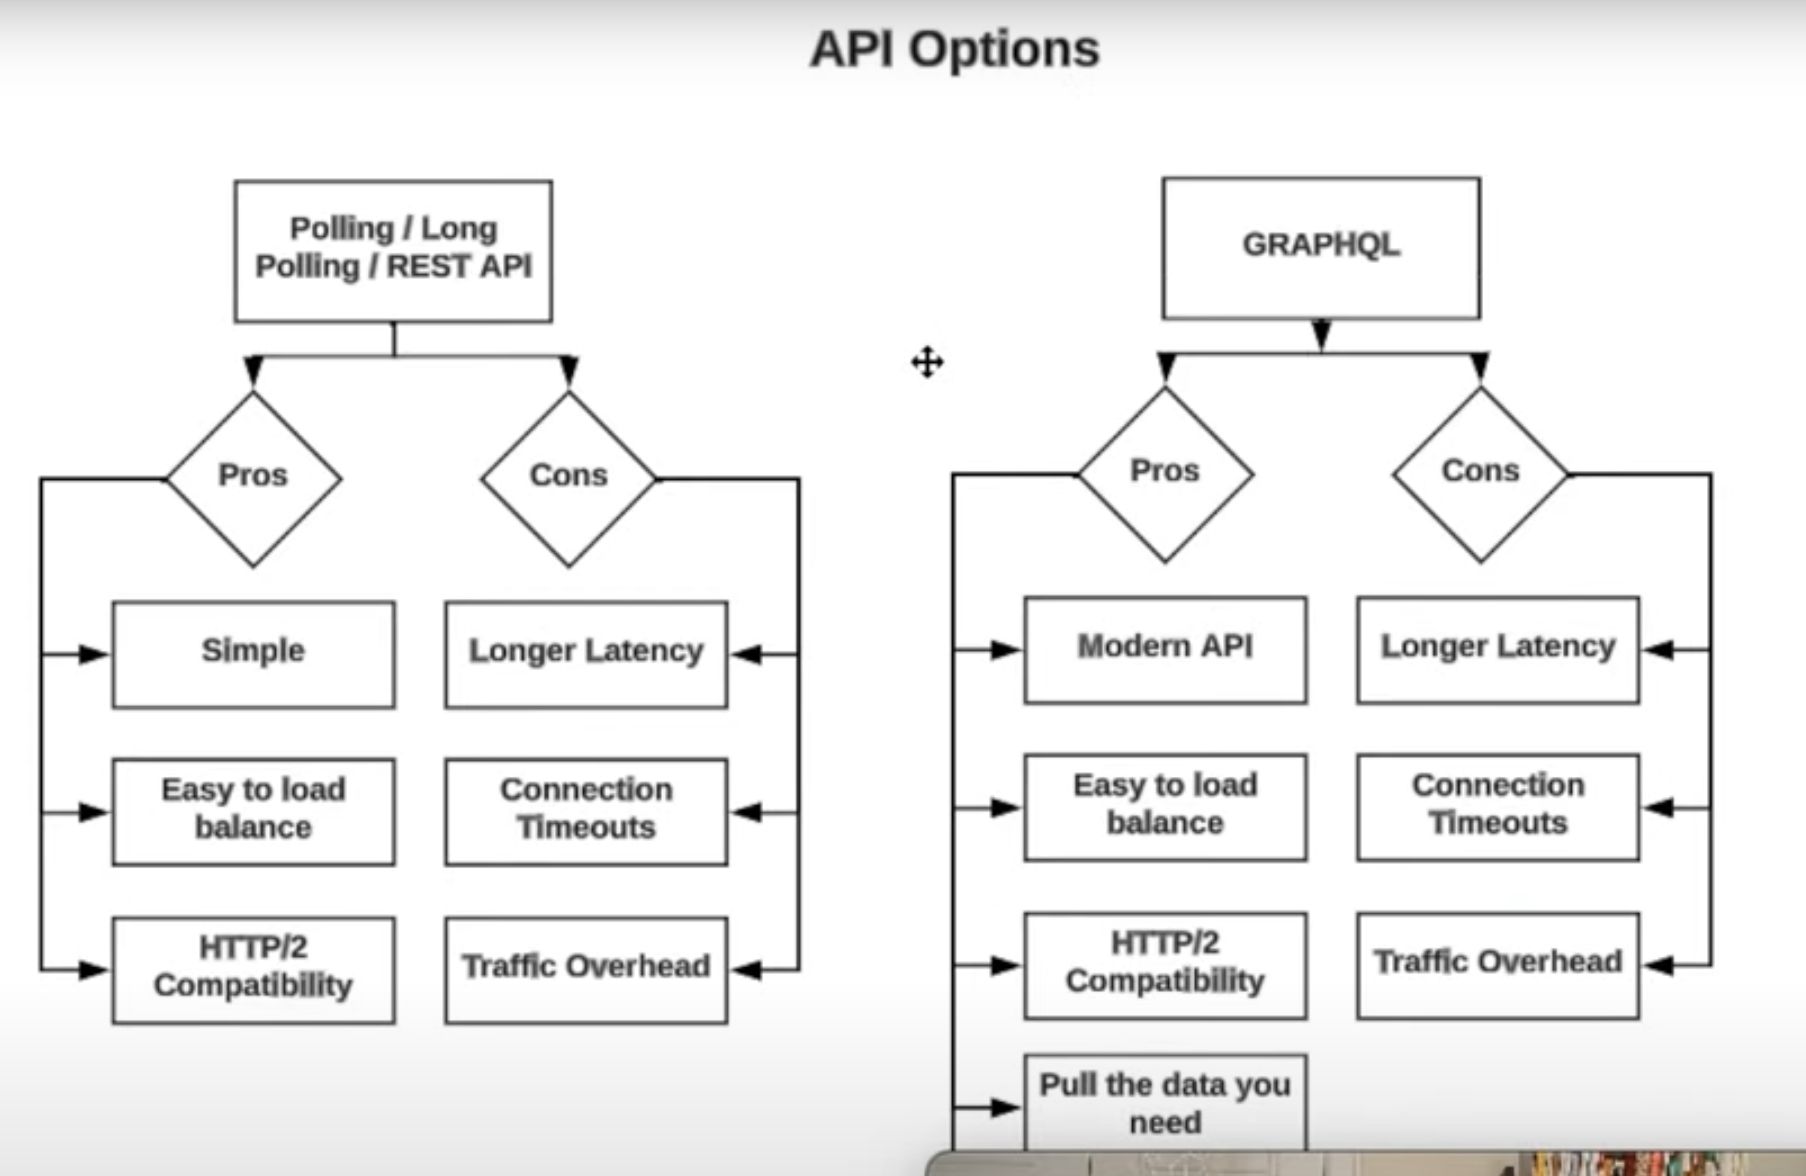 API Options
Polling / Long
Polling / REST API
Pros
Cons
Simple
Longer Latency
Easy to load
balance
Connection
Timeouts
HTTP/2
Compatibility
Traffic Overhead
GRAPHQL
Pros
Cons
Modern API
Longer Latency
Easy to load
balance
Connection
Timeouts
HTTP/2
Compatibility
Traffic Overhead
Pull the data you
need